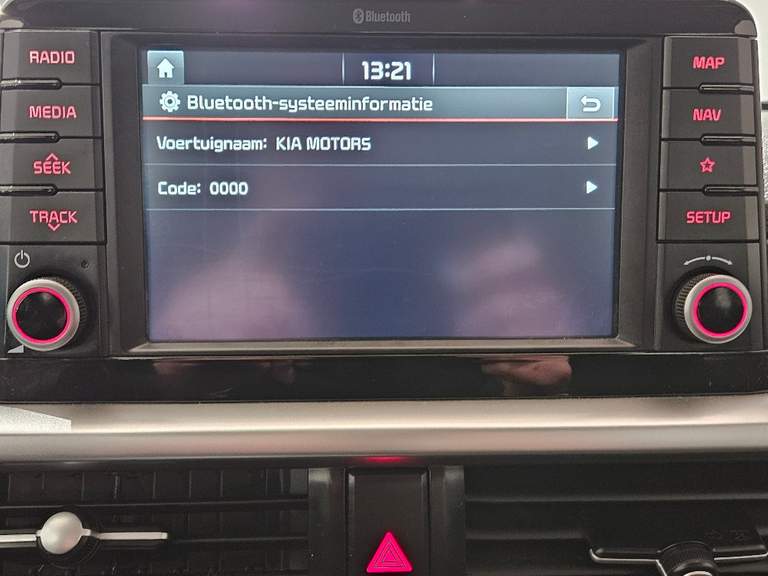 Bluetooth
RADIO
MEDIA
SEEK
TRACK
13:21
Bluetooth-systeeminformatie
Voertuignaam: KIA MOTORS
Code: 0000
MAP
NAV
SETUP